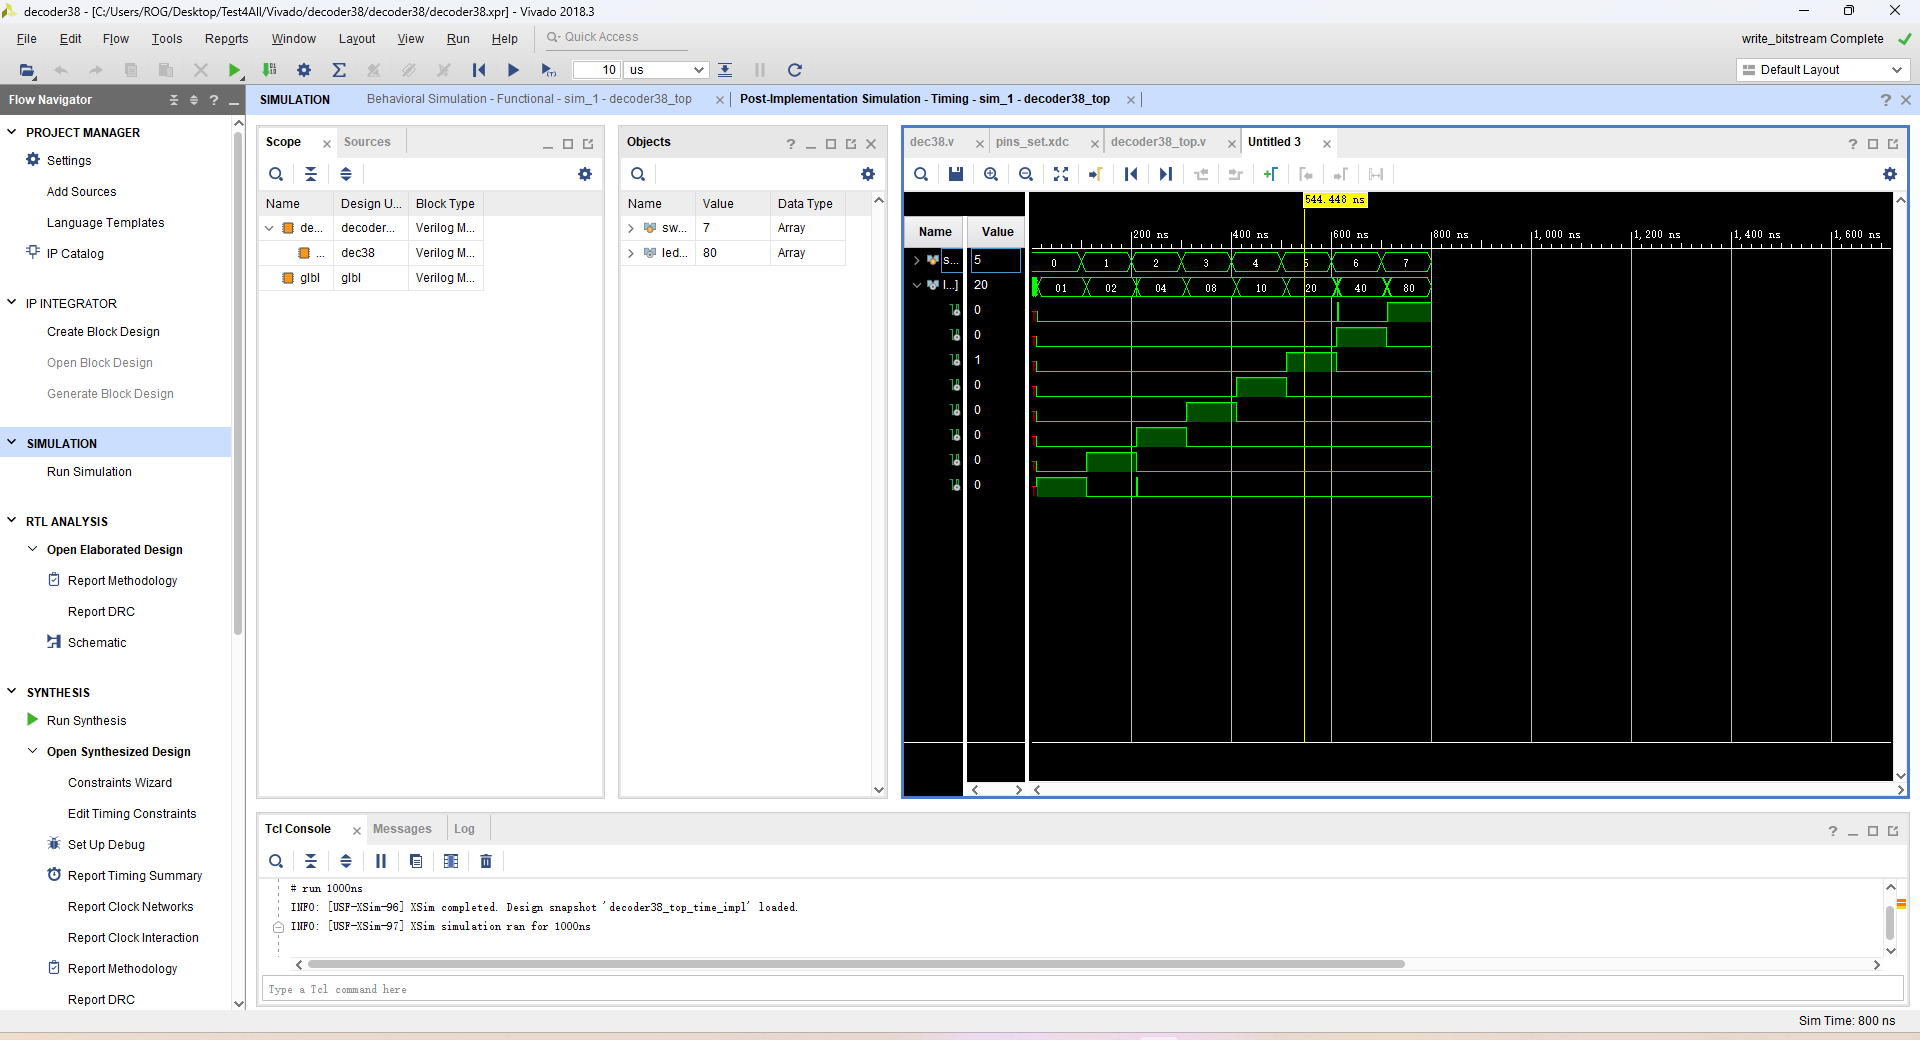 decoder38 - [C:/Users/ROG/Desktop/Test4All/Vivado/decoder38/decoder38/decoder38.xpr] - Vivado 2018.3
File Edit Flow Tools Reports Window Layout View Run Help Quick Access
write_bitstream Complete
10 us
Default Layout
Flow Navigator
PROJECT MANAGER
Settings
Add Sources
Language Templates
IP Catalog
IP INTEGRATOR
Create Block Design
Open Block Design
Generate Block Design
SIMULATION
Run Simulation
RTL ANALYSIS
Open Elaborated Design
Report Methodology
Report DRC
Schematic
SYNTHESIS
Run Synthesis
Open Synthesized Design
Constraints Wizard
Edit Timing Constraints
Set Up Debug
Report Timing Summary
Report Clock Networks
Report Clock Interaction
Report Methodology
Report DRC
SIMULATION Behavioral Simulation - Functional - sim_1 - decoder38_top Post-Implementation Simulation - Timing - sim_1 - decoder38_top
Scope Sources
Name Design U... Block Type
de... decoder... Verilog M...
... dec38 Verilog M...
glbl glbl Verilog M...
Objects
Name Value Data Type
sw... 7 Array
led... 80 Array
dec38.v pins_set.xdc decoder38_top.v Untitled 3
544.448 ns
Name Value
200 ns 400 ns 600 ns 800 ns 1,000 ns 1,200 ns 1,400 ns 1,600 ns
s... 5 0 1 2 3 4 5 6 7
l...] 20 01 02 04 08 10 20 40 80
0
0
1
0
0
0
0
0
Tcl Console Messages Log
# run 1000ns
INFO: [USF-XSim-96] XSim completed. Design snapshot 'decoder38_top_time_impl' loaded.
INFO: [USF-XSim-97] XSim simulation ran for 1000ns
Type a Tcl command here
Sim Time: 800 ns